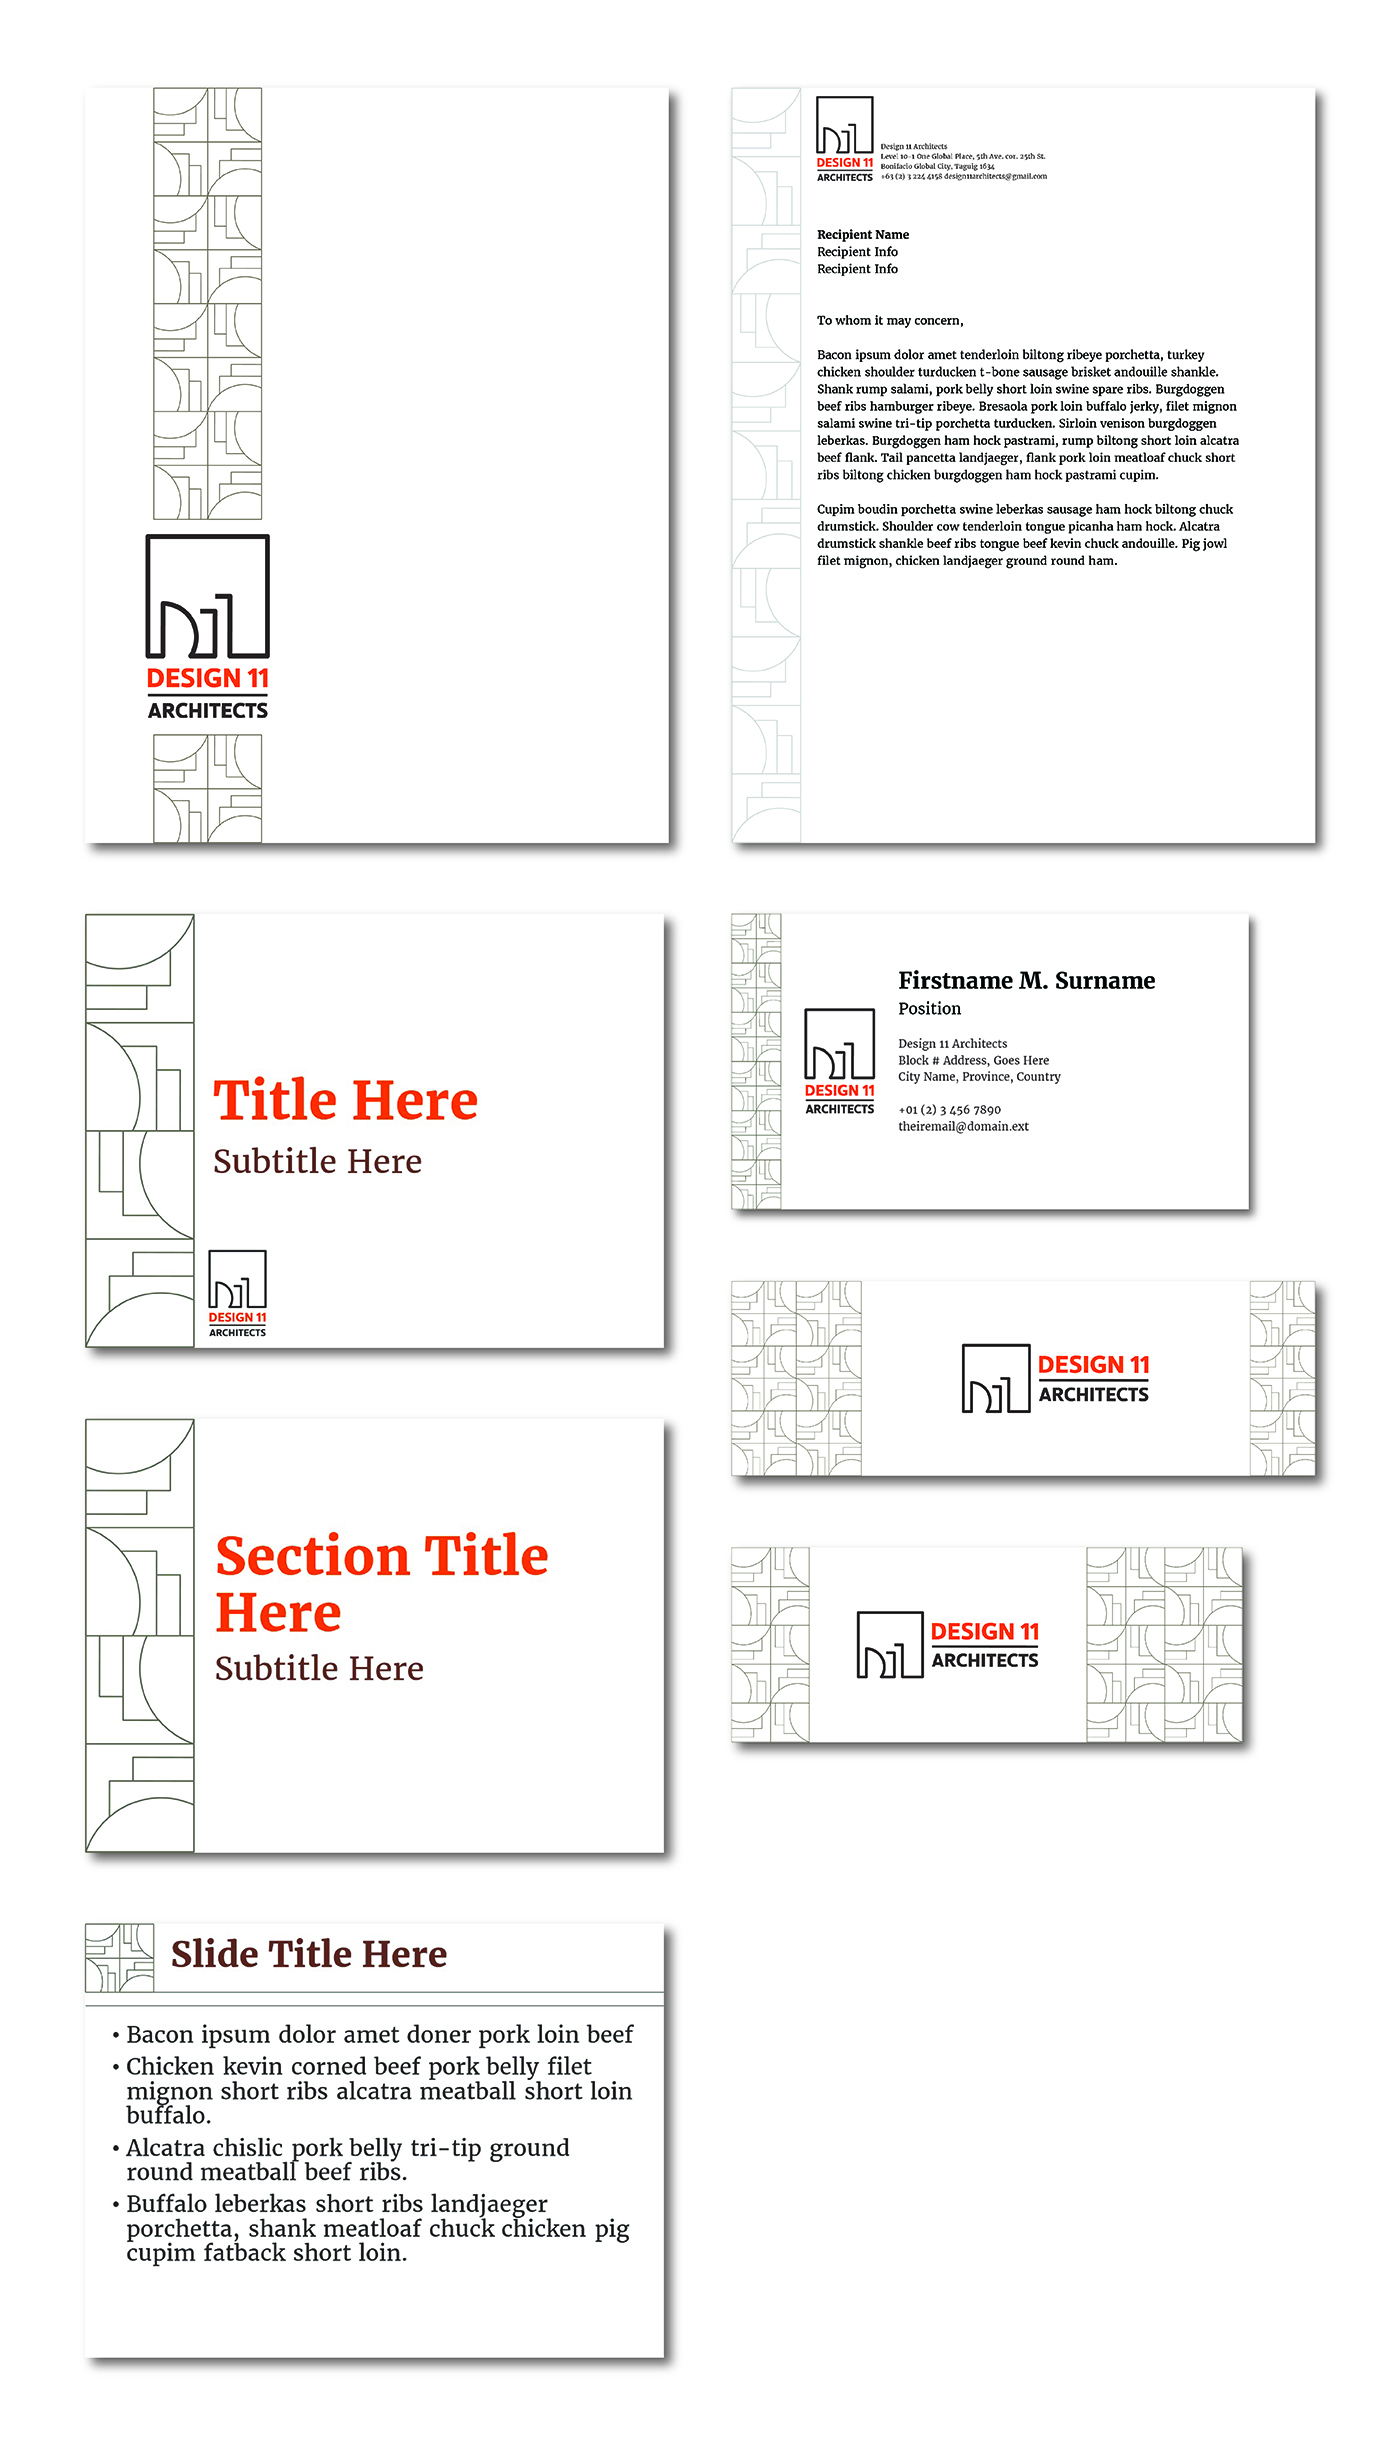 DESIGN 11
ARCHITECTS
DESIGN 11
ARCHITECTS
Design 11 Architects
Level 10-1 One Global Place, 5th Ave. cor. 25th St.
Bonifacio Global City, Taguig 1634
+63 (2) 3 224 4158 design11architects@gmail.com
Recipient Name
Recipient Info
Recipient Info
To whom it may concern,
Bacon ipsum dolor amet tenderloin biltong ribeye porchetta, turkey
chicken shoulder turducken t-bone sausage brisket andouille shankle.
Shank rump salami, pork belly short loin swine spare ribs. Burgdoggen
beef ribs hamburger ribeye. Bresaola pork loin buffalo jerky, filet mignon
salami swine tri-tip porchetta turducken. Sirloin venison burgdoggen
leberkas. Burgdoggen ham hock pastrami, rump biltong short loin alcatra
beef flank. Tail pancetta landjaeger, flank pork loin meatloaf chuck short
ribs biltong chicken burgdoggen ham hock pastrami cupim.
Cupim boudin porchetta swine leberkas sausage ham hock biltong chuck
drumstick. Shoulder cow tenderloin tongue picanha ham hock. Alcatra
drumstick shankle beef ribs tongue beef kevin chuck andouille. Pig jowl
filet mignon, chicken landjaeger ground round ham.
Title Here
Subtitle Here
DESIGN 11
ARCHITECTS
Firstname M. Surname
Position
Design 11 Architects
Block # Address, Goes Here
City Name, Province, Country
+01 (2) 3 456 7890
theiremail@domain.ext
DESIGN 11
ARCHITECTS
DESIGN 11
ARCHITECTS
Section Title
Here
Subtitle Here
DESIGN 11
ARCHITECTS
Slide Title Here
• Bacon ipsum dolor amet doner pork loin beef
• Chicken kevin corned beef pork belly filet
mignon short ribs alcatra meatball short loin
buffalo.
• Alcatra chislic pork belly tri-tip ground
round meatball beef ribs.
• Buffalo leberkas short ribs landjaeger
porchetta, shank meatloaf chuck chicken pig
cupim fatback short loin.